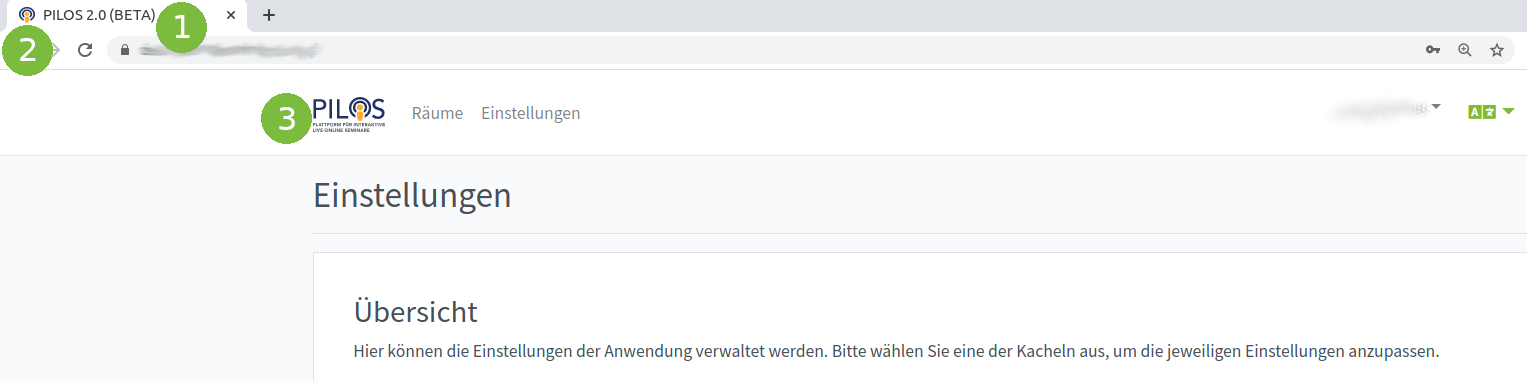 PILOS 2.0 (BETA)
1
2
3
PILOS
PLATTFORM FÜR INTERAKTIVE
LIVE-ONLINE SEMINARE
Räume Einstellungen
A
Einstellungen
Übersicht
Hier können die Einstellungen der Anwendung verwaltet werden. Bitte wählen Sie eine der Kacheln aus, um die jeweiligen Einstellungen anzupassen.